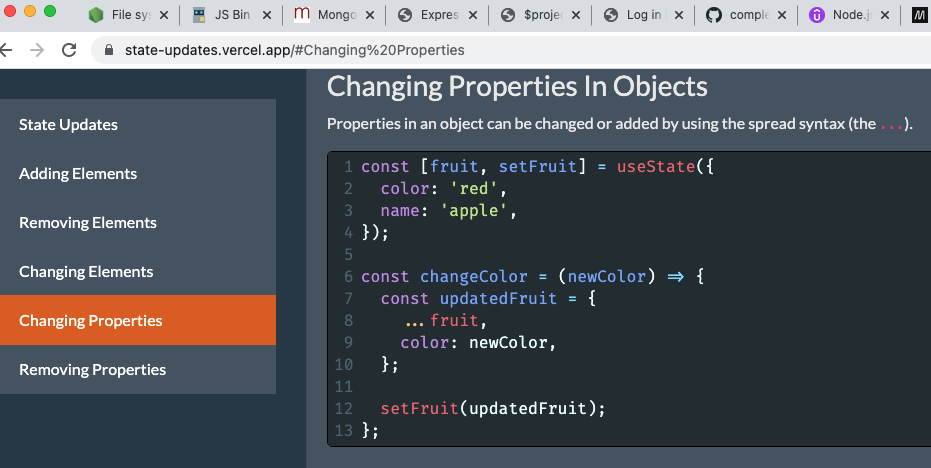 File sys
JS Bin
Mongo
Expres
$proje
Log in
comple
Node.js
M
state-updates.vercel.app/#Changing%20Properties
State Updates
Adding Elements
Removing Elements
Changing Elements
Changing Properties
Removing Properties
Changing Properties In Objects
Properties in an object can be changed or added by using the spread syntax (the ...).
1 const [fruit, setFruit] = useState({
2 color: 'red',
3 name: 'apple',
4 });
5
6 const changeColor = (newColor) => {
7 const updatedFruit = {
8 ...fruit,
9 color: newColor,
10 };
11
12 setFruit(updatedFruit);
13 };